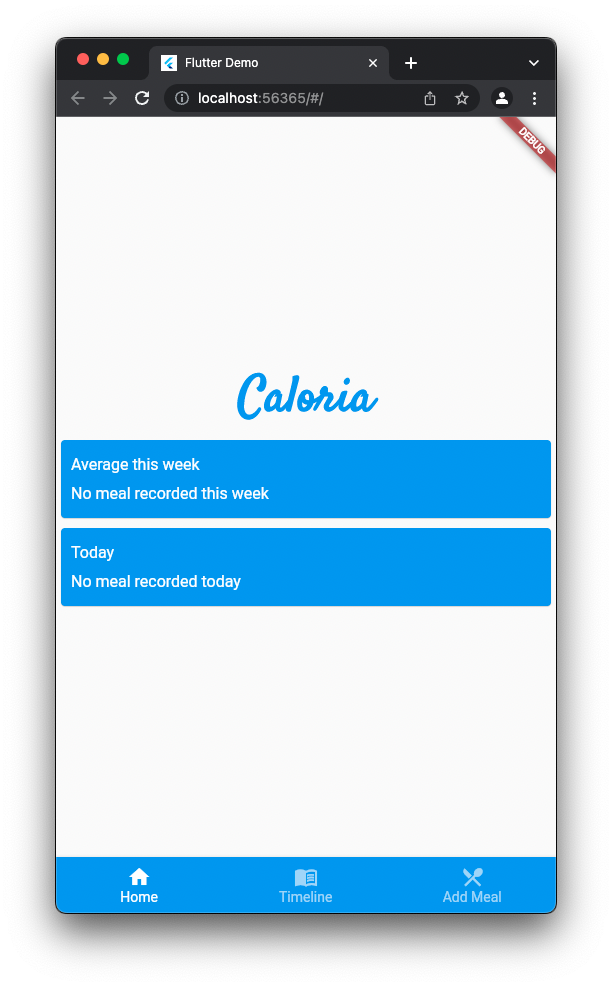 Flutter Demo
localhost:56365/#/
DEBUG
Caloria
Average this week
No meal recorded this week
Today
No meal recorded today
Home
Timeline
Add Meal